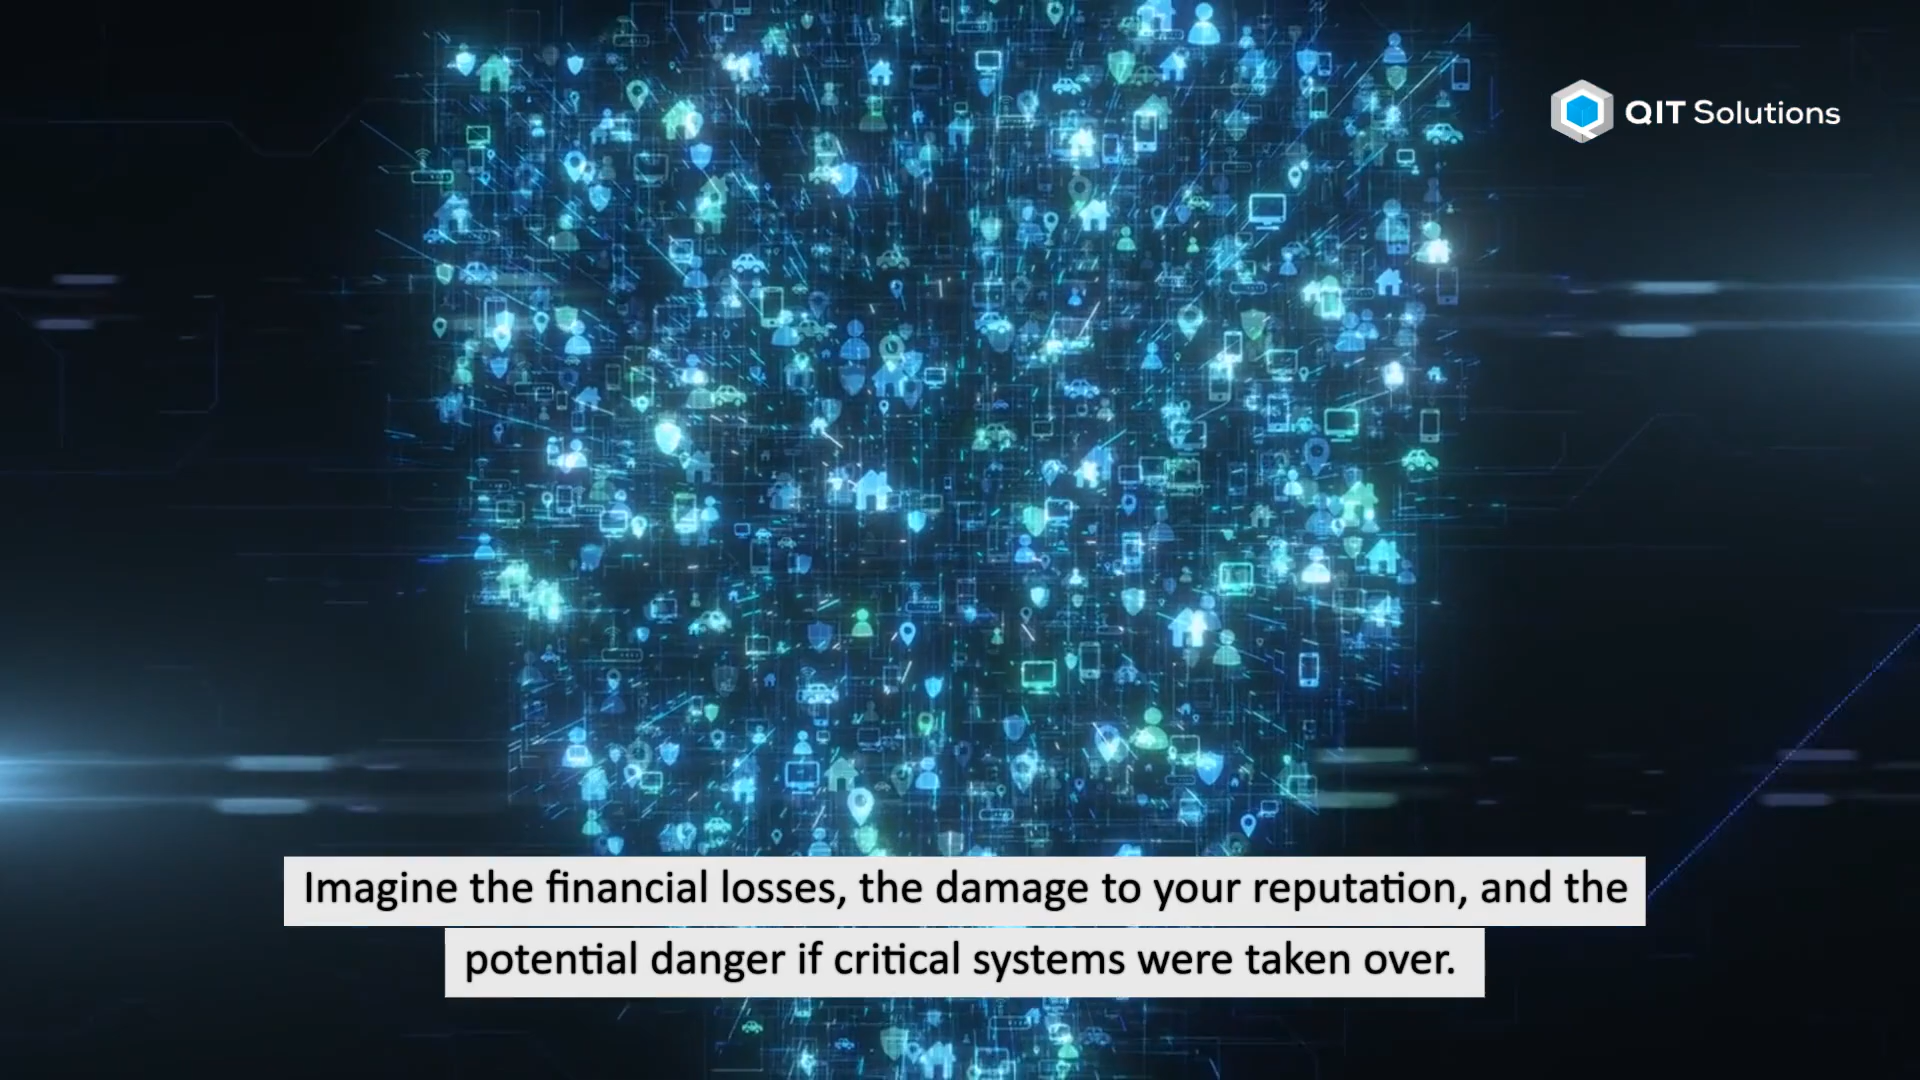 QIT Solutions
Imagine the financial losses, the damage to your reputation, and the
potential danger if critical systems were taken over.